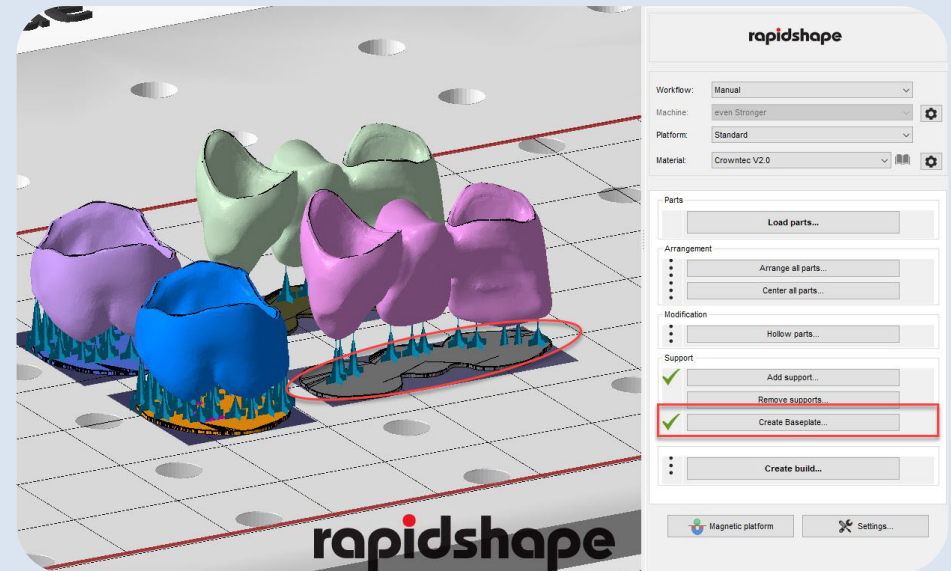 rapidshape
Workflow: Manual
Machine: even Stronger
Platform: Standard
Material: Crowntec V2.0
Parts
Load parts...
Arrangement
Arrange all parts...
Center all parts...
Modification
Hollow parts...
Support
Add support...
Remove supports...
Create Baseplate...
Create build...
Magnetic platform Settings...
rapidshape